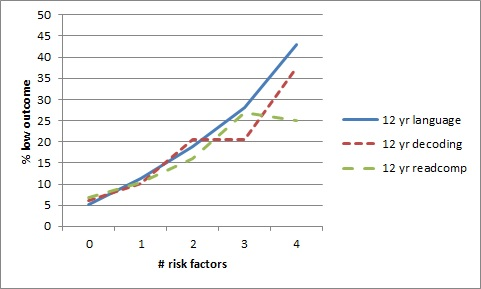 50
45
40
35
30
25
20
15
10
5
0
% low outcome
0 1 2 3 4
# risk factors
12 yr language
12 yr decoding
12 yr readcomp